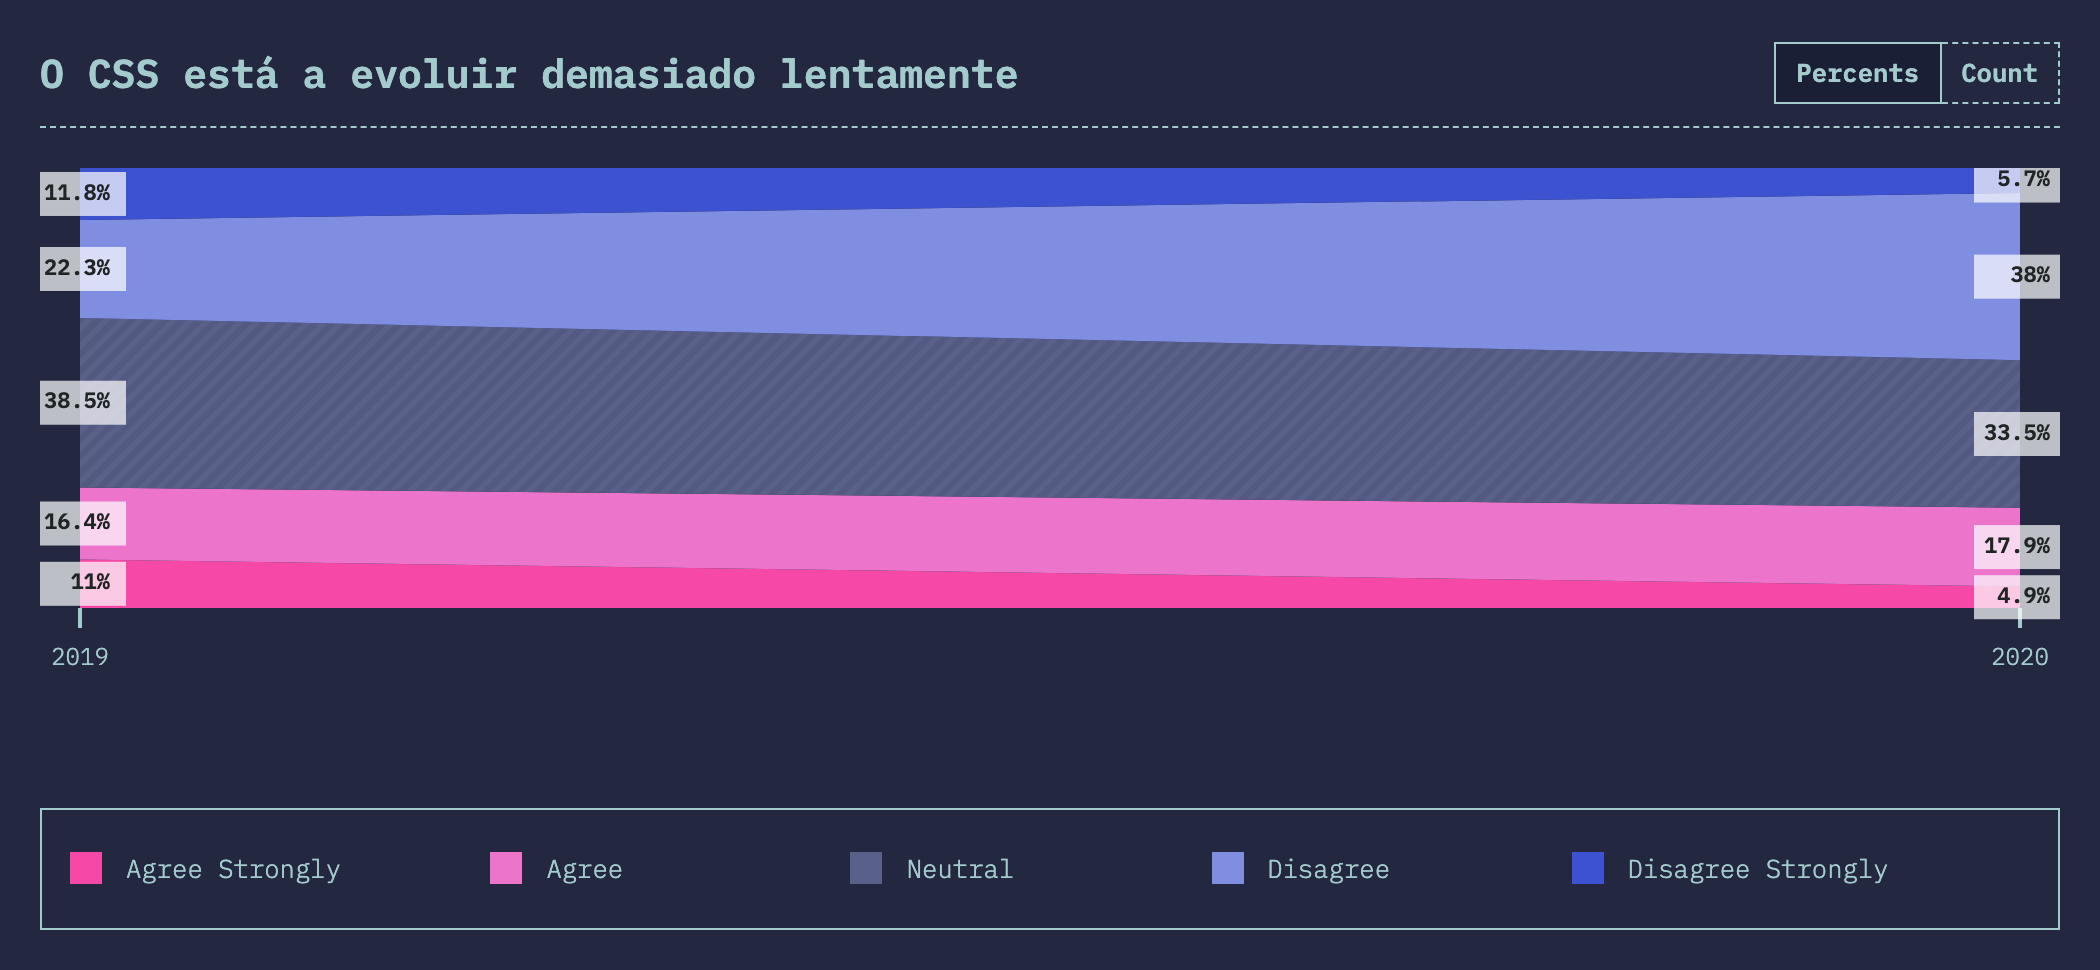 O CSS está a evoluir demasiado lentamente
Percents Count
11.8% 5.7%
22.3% 38%
38.5% 33.5%
16.4% 17.9%
11% 4.9%
2019 2020
Agree Strongly Agree Neutral Disagree Disagree Strongly